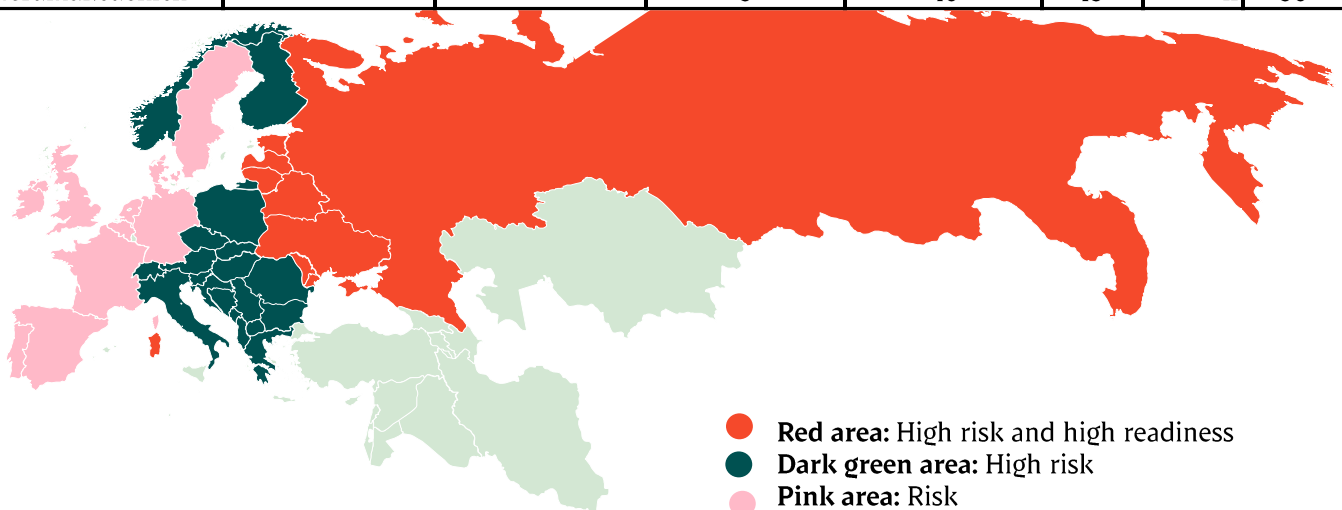 Red area: High risk and high readiness
Dark green area: High risk
Pink area: Risk